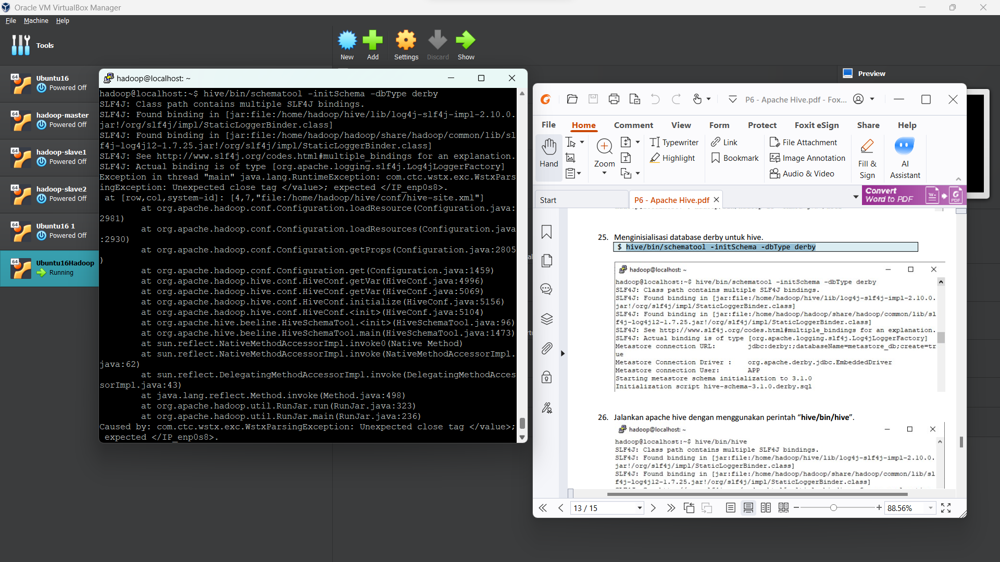 Oracle VM VirtualBox Manager
File Machine Help
Tools
New Add Settings Discard Show
64 Ubuntu16
Powered Off
64 hadoop-master
Powered Off
64 hadoop-slave1
Powered Off
64 hadoop-slave2
Powered Off
64 Ubuntu16 1
Powered Off
64 Ubuntu16Hadoop
Running
Preview
hadoop@localhost: ~
hadoop@localhost:~$ hive/bin/schematool -initSchema -dbType derby
SLF4J: Class path contains multiple SLF4J bindings.
SLF4J: Found binding in [jar:file:/home/hadoop/hive/lib/log4j-slf4j-impl-2.10.0.
jar!/org/slf4j/impl/StaticLoggerBinder.class]
SLF4J: Found binding in [jar:file:/home/hadoop/hadoop/share/hadoop/common/lib/sl
f4j-log4j12-1.7.25.jar!/org/slf4j/impl/StaticLoggerBinder.class]
SLF4J: See http://www.slf4j.org/codes.html#multiple_bindings for an explanation.
SLF4J: Actual binding is of type [org.apache.logging.slf4j.Log4jLoggerFactory]
Exception in thread "main" java.lang.RuntimeException: com.ctc.wstx.exc.WstxPars
ingException: Unexpected close tag </value>; expected </IP_enp0s8>.
at [row,col,system-id]: [4,7,"file:/home/hadoop/hive/conf/hive-site.xml"]
at org.apache.hadoop.conf.Configuration.loadResource(Configuration.java:
2981)
at org.apache.hadoop.conf.Configuration.loadResources(Configuration.java
:2930)
at org.apache.hadoop.conf.Configuration.getProps(Configuration.java:2805
)
at org.apache.hadoop.conf.Configuration.get(Configuration.java:1459)
at org.apache.hadoop.hive.conf.HiveConf.getVar(HiveConf.java:4996)
at org.apache.hadoop.hive.conf.HiveConf.getVar(HiveConf.java:5069)
at org.apache.hadoop.hive.conf.HiveConf.initialize(HiveConf.java:5156)
at org.apache.hadoop.hive.conf.HiveConf.<init>(HiveConf.java:5104)
at org.apache.hive.beeline.HiveSchemaTool.<init>(HiveSchemaTool.java:96)
at org.apache.hive.beeline.HiveSchemaTool.main(HiveSchemaTool.java:1473)
at sun.reflect.NativeMethodAccessorImpl.invoke0(Native Method)
at sun.reflect.NativeMethodAccessorImpl.invoke(NativeMethodAccessorImpl.
java:62)
at sun.reflect.DelegatingMethodAccessorImpl.invoke(DelegatingMethodAcces
sorImpl.java:43)
at java.lang.reflect.Method.invoke(Method.java:498)
at org.apache.hadoop.util.RunJar.run(RunJar.java:323)
at org.apache.hadoop.util.RunJar.main(RunJar.java:236)
Caused by: com.ctc.wstx.exc.WstxParsingException: Unexpected close tag </value>;
expected </IP_enp0s8>.
P6 - Apache Hive.pdf - Fox...
File Home Comment View Form Protect Foxit eSign Share Help
Hand
Zoom
Typewriter
Highlight
Link
Bookmark
File Attachment
Image Annotation
Audio & Video
Fill &
Sign
AI
Assistant
Start
P6 - Apache Hive.pdf
Convert
Word to PDF
25. Menginisialisasi database derby untuk hive.
$ hive/bin/schematool -initSchema -dbType derby
hadoop@localhost: ~
hadoop@localhost:~$ hive/bin/schematool -initSchema -dbType derby
SLF4J: Class path contains multiple SLF4J bindings.
SLF4J: Found binding in [jar:file:/home/hadoop/hive/lib/log4j-slf4j-impl-2.10.0.
jar!/org/slf4j/impl/StaticLoggerBinder.class]
SLF4J: Found binding in [jar:file:/home/hadoop/hadoop/share/hadoop/common/lib/sl
f4j-log4j12-1.7.25.jar!/org/slf4j/impl/StaticLoggerBinder.class]
SLF4J: See http://www.slf4j.org/codes.html#multiple_bindings for an explanation.
SLF4J: Actual binding is of type [org.apache.logging.slf4j.Log4jLoggerFactory]
Metastore connection URL: jdbc:derby:;databaseName=metastore_db;create=tr
ue
Metastore Connection Driver : org.apache.derby.jdbc.EmbeddedDriver
Metastore connection User: APP
Starting metastore schema initialization to 3.1.0
Initialization script hive-schema-3.1.0.derby.sql
26. Jalankan apache hive dengan menggunakan perintah “hive/bin/hive”.
hadoop@localhost: ~
hadoop@localhost:~$ hive/bin/hive
SLF4J: Class path contains multiple SLF4J bindings.
SLF4J: Found binding in [jar:file:/home/hadoop/hive/lib/log4j-slf4j-impl-2.10.0.
jar!/org/slf4j/impl/StaticLoggerBinder.class]
SLF4J: Found binding in [jar:file:/home/hadoop/hadoop/share/hadoop/common/lib/sl
f4j-log4j12-1.7.25.jar!/org/slf4j/impl/StaticLoggerBinder.class]
13 / 15
88.56%